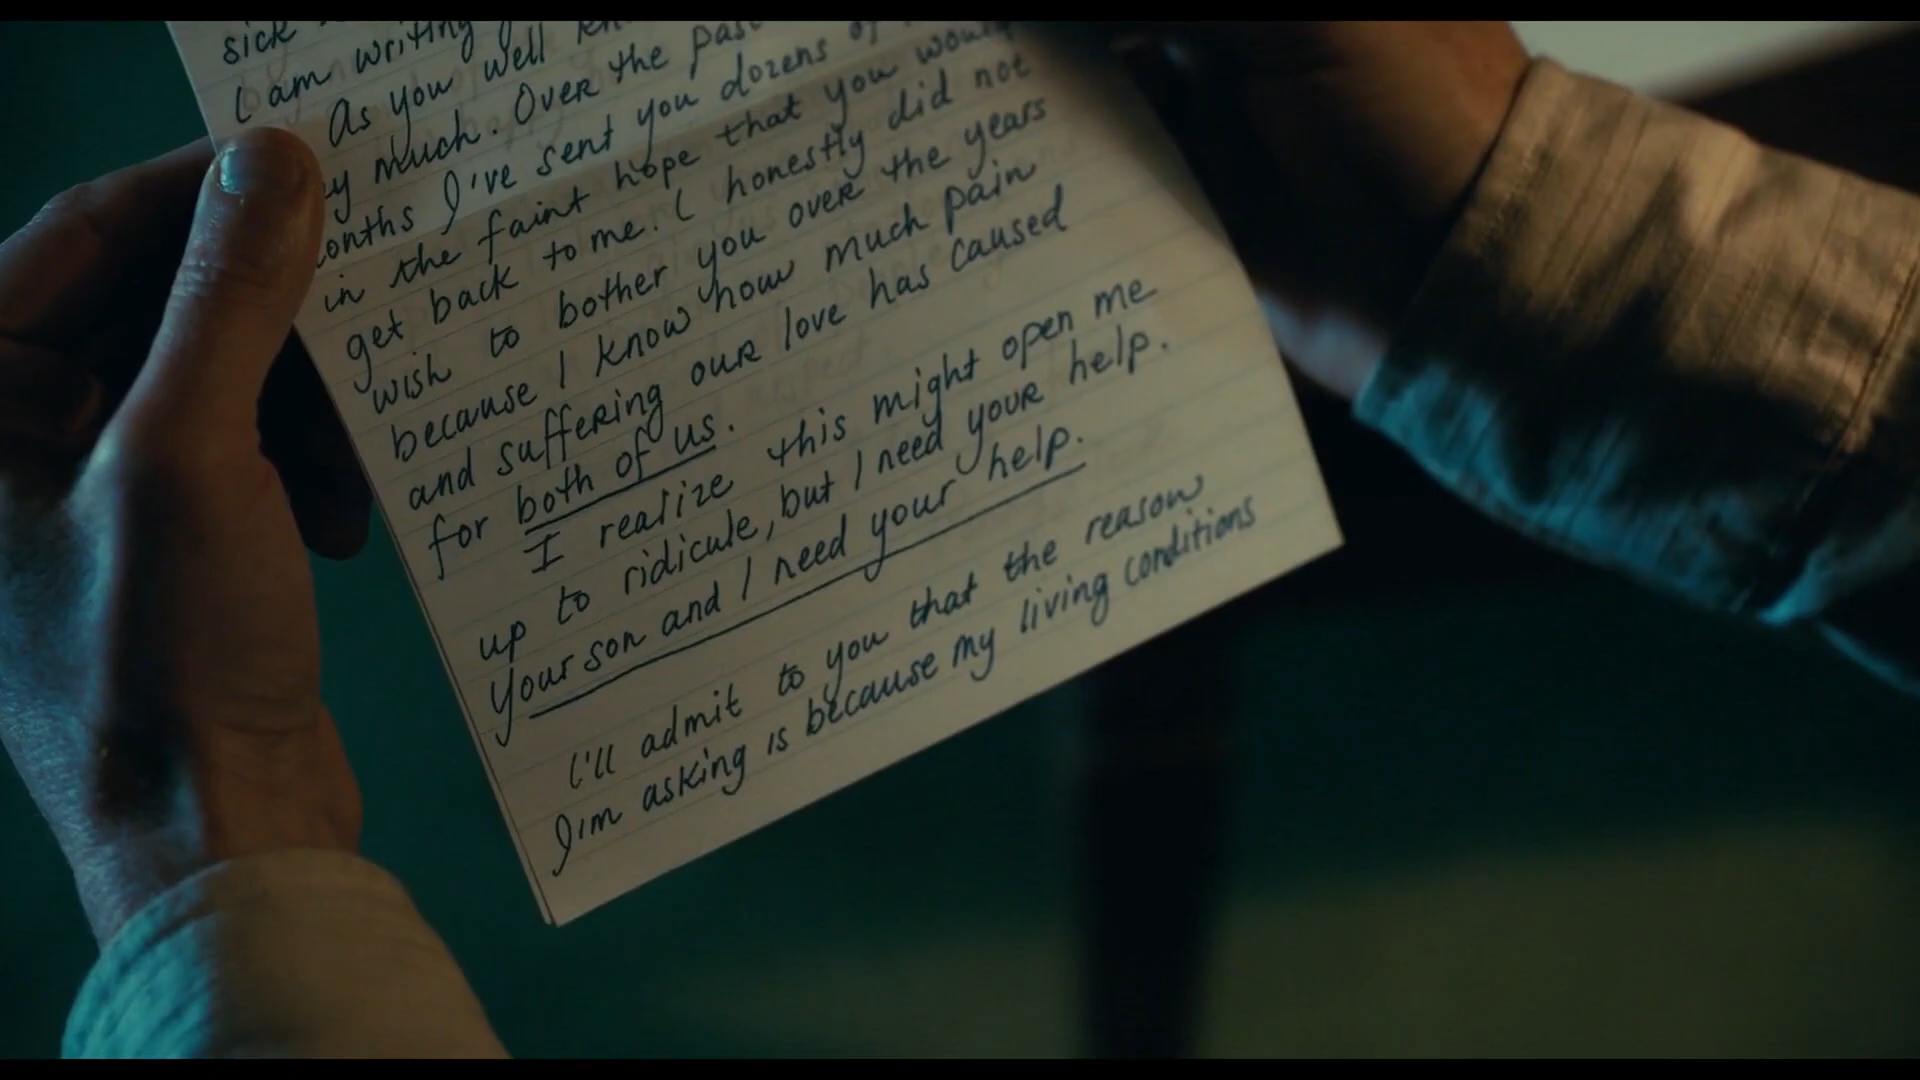 sick
I am writing
As you well
much. Over the past
months I've sent you dozens of
in the faint hope that you would
get back to me. I honestly did not
wish to bother you over the years
because I know how much pain
and suffering our love has caused
for both of us.
I realize this might open me
up to ridicule, but I need your help.
Your son and I need your help.
I'll admit to you that the reason
I'm asking is because my living conditions